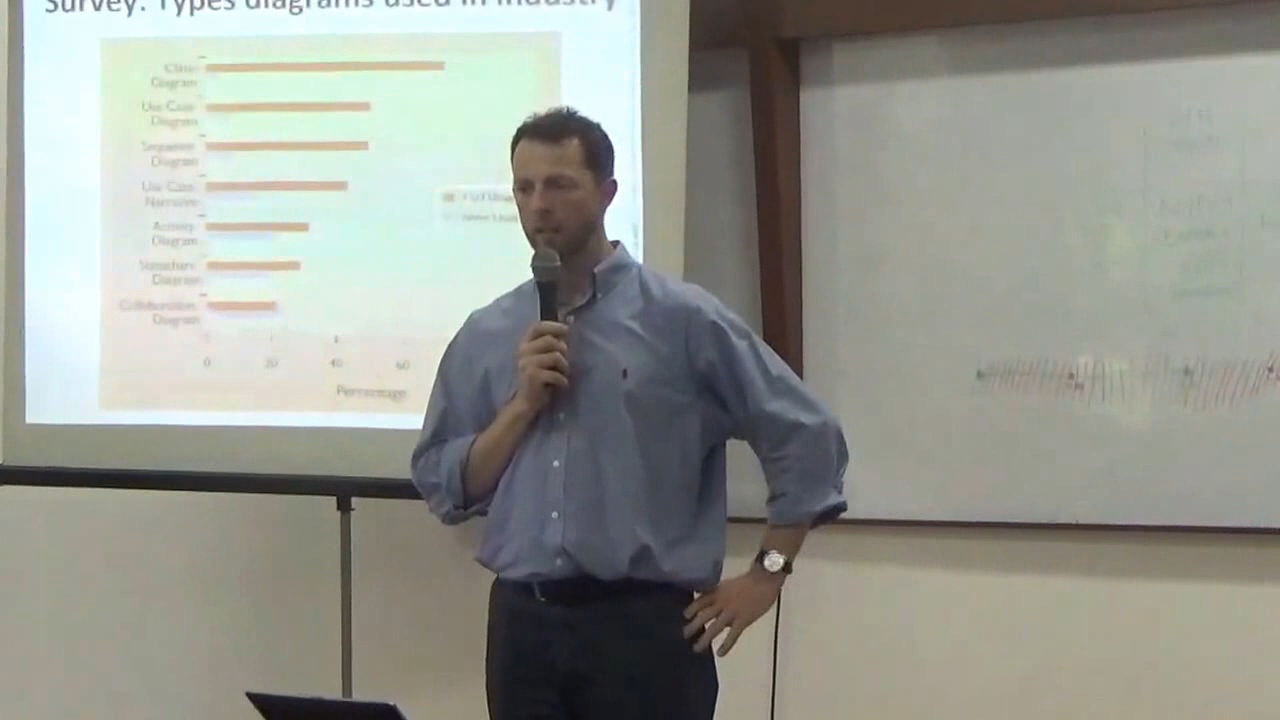 Survey: Types diagrams used in industry
Class
Diagram
Use Case
Diagram
Sequence
Diagram
Use Case
Narrative
Activity
Diagram
Statechart
Diagram
Collaboration
Diagram
0 20 40 60
Percentage